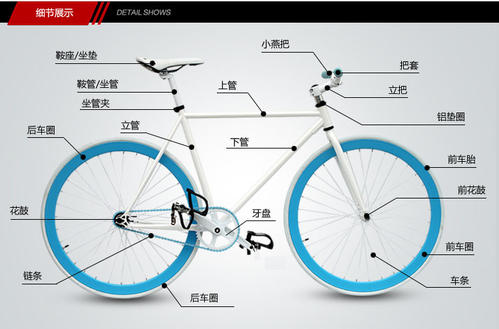 细节展示
DETAIL SHOWS
小燕把
鞍座/坐垫
把套
鞍管/坐管
上管
立把
坐管夹
铝垫圈
立管
后车圈
下管
前车胎
前花鼓
花鼓
牙盘
前车圈
链条
车条
后车圈